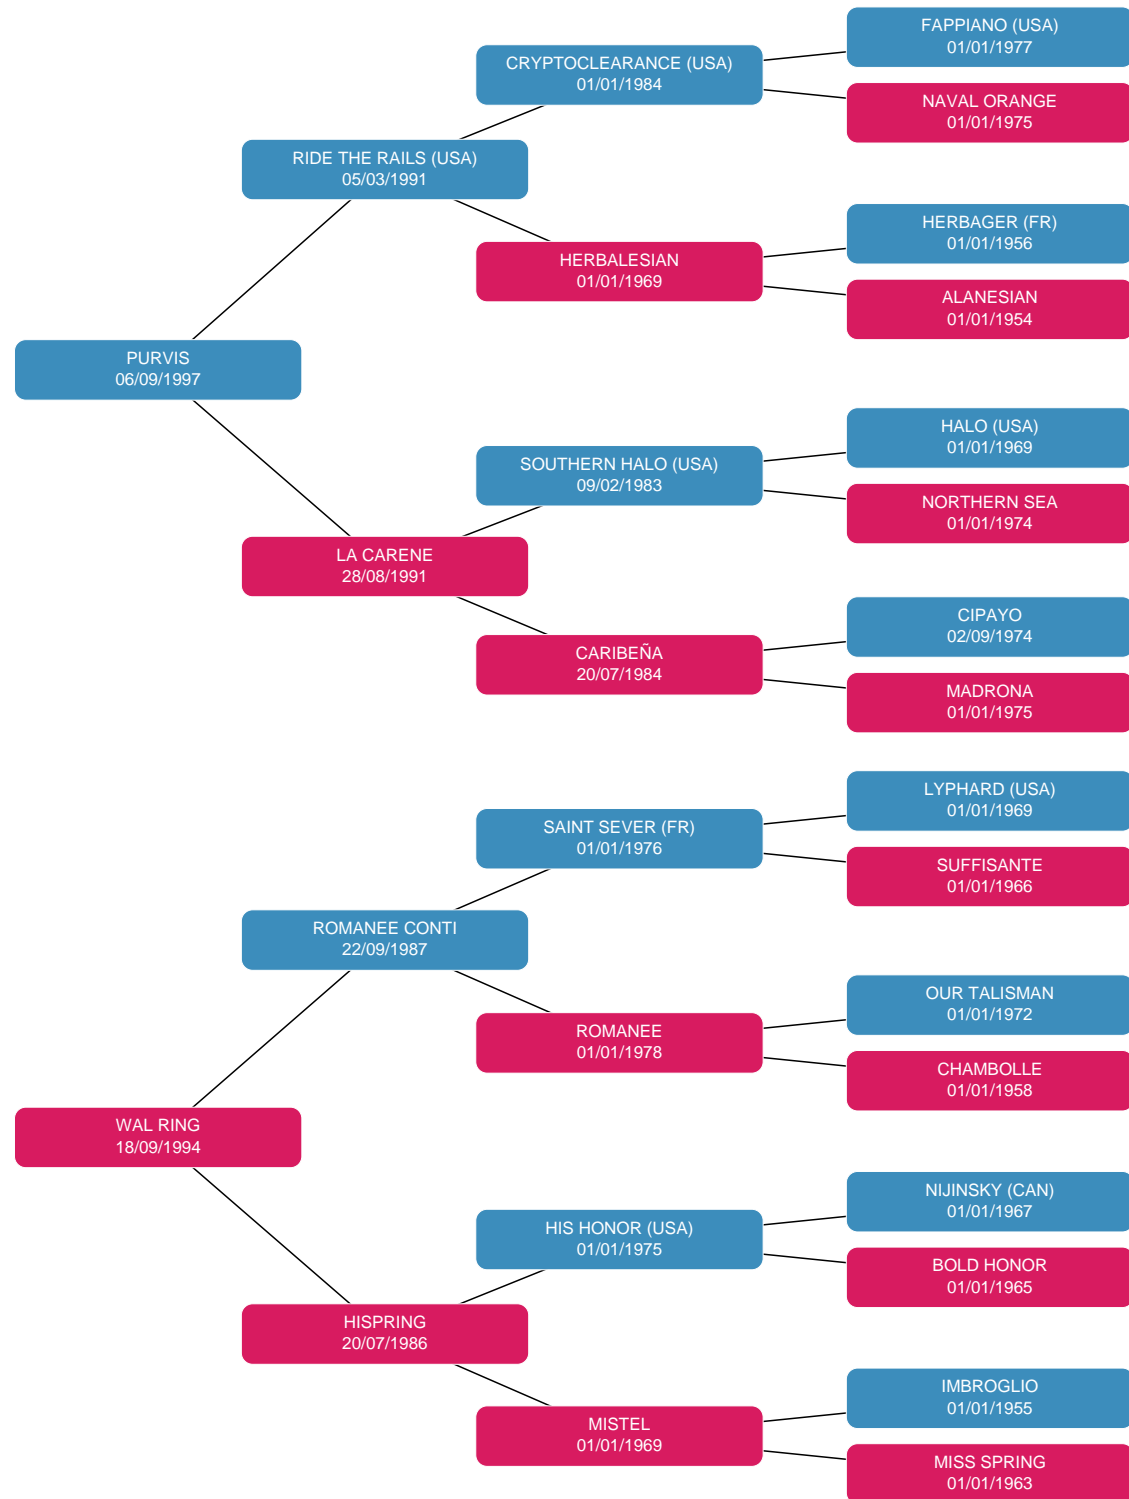 FAPPIANO (USA)
01/01/1977
CRYPTOCLEARANCE (USA)
01/01/1984
NAVAL ORANGE
01/01/1975
RIDE THE RAILS (USA)
05/03/1991
HERBAGER (FR)
01/01/1956
HERBALESIAN
01/01/1969
ALANESIAN
01/01/1954
PURVIS
06/09/1997
HALO (USA)
01/01/1969
SOUTHERN HALO (USA)
09/02/1983
NORTHERN SEA
01/01/1974
LA CARENE
28/08/1991
CIPAYO
02/09/1974
CARIBEÑA
20/07/1984
MADRONA
01/01/1975
LYPHARD (USA)
01/01/1969
SAINT SEVER (FR)
01/01/1976
SUFFISANTE
01/01/1966
ROMANEE CONTI
22/09/1987
OUR TALISMAN
01/01/1972
ROMANEE
01/01/1978
CHAMBOLLE
01/01/1958
WAL RING
18/09/1994
NIJINSKY (CAN)
01/01/1967
HIS HONOR (USA)
01/01/1975
BOLD HONOR
01/01/1965
HISPRING
20/07/1986
IMBROGLIO
01/01/1955
MISTEL
01/01/1969
MISS SPRING
01/01/1963